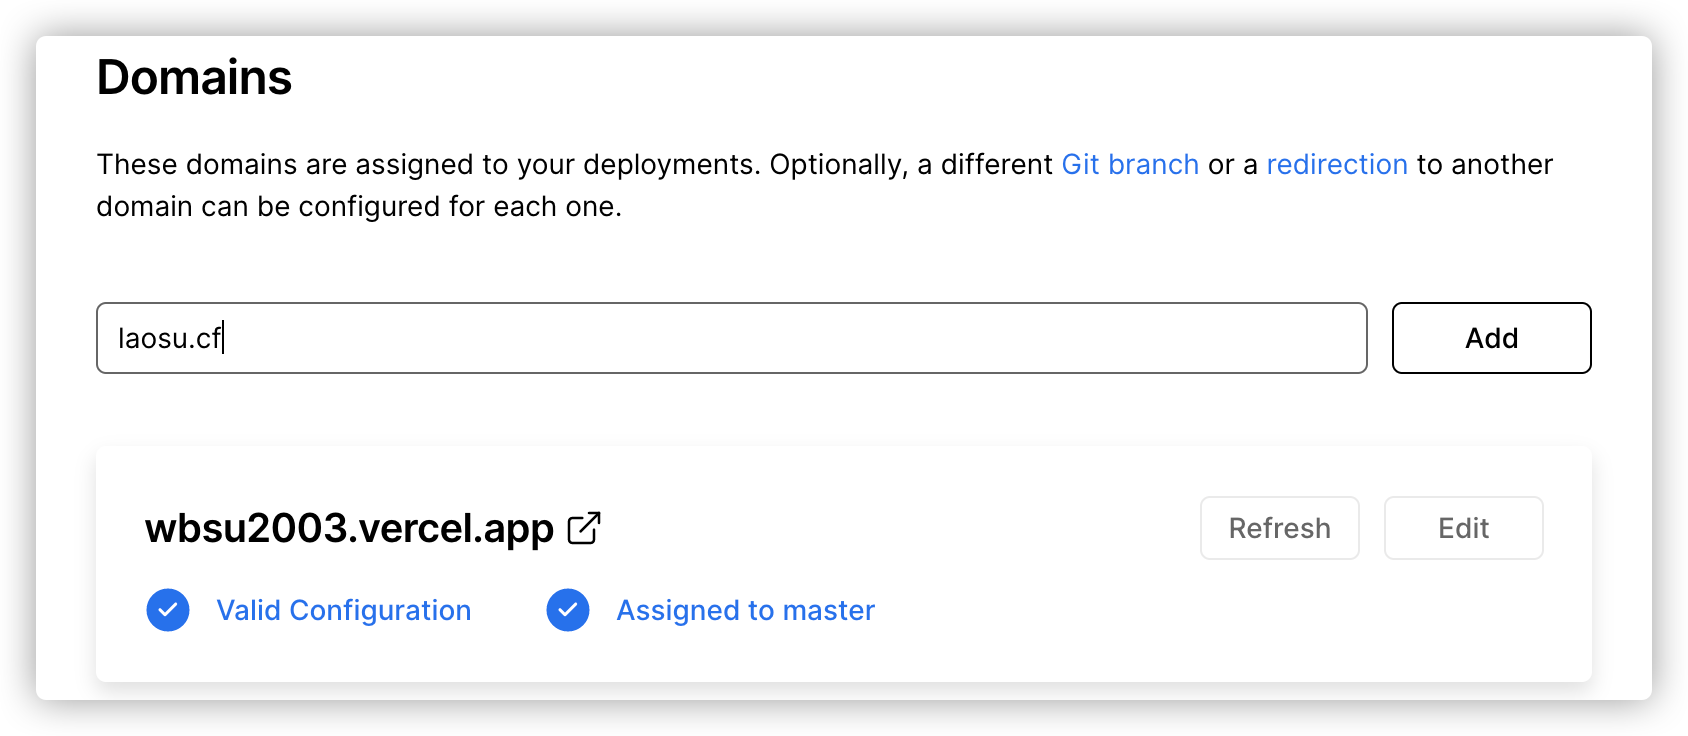 Domains
These domains are assigned to your deployments. Optionally, a different Git branch or a redirection to another
domain can be configured for each one.
laosu.cf
Add
wbsu2003.vercel.app
Refresh
Edit
Valid Configuration
Assigned to master